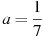 a = 1/7